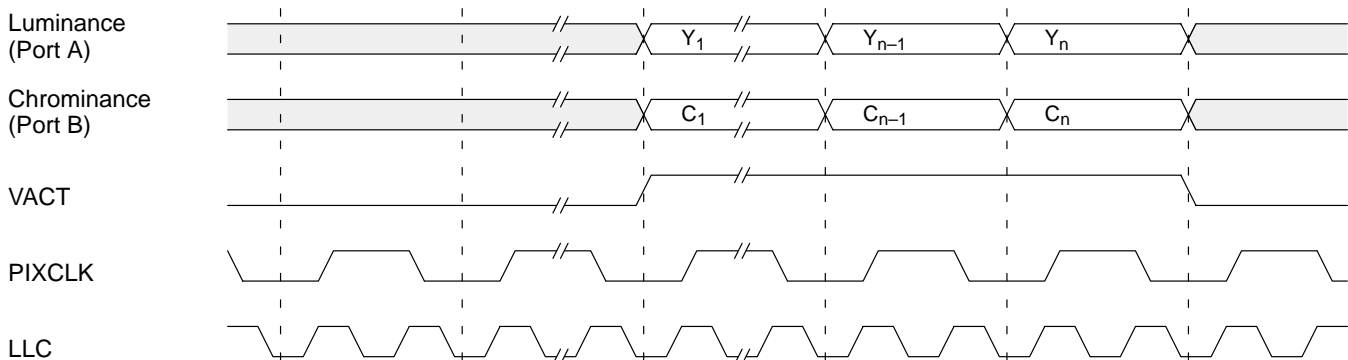 Luminance
(Port A)
Y₁ Yₙ₋₁ Yₙ
Chrominance
(Port B)
C₁ Cₙ₋₁ Cₙ
VACT
PIXCLK
LLC